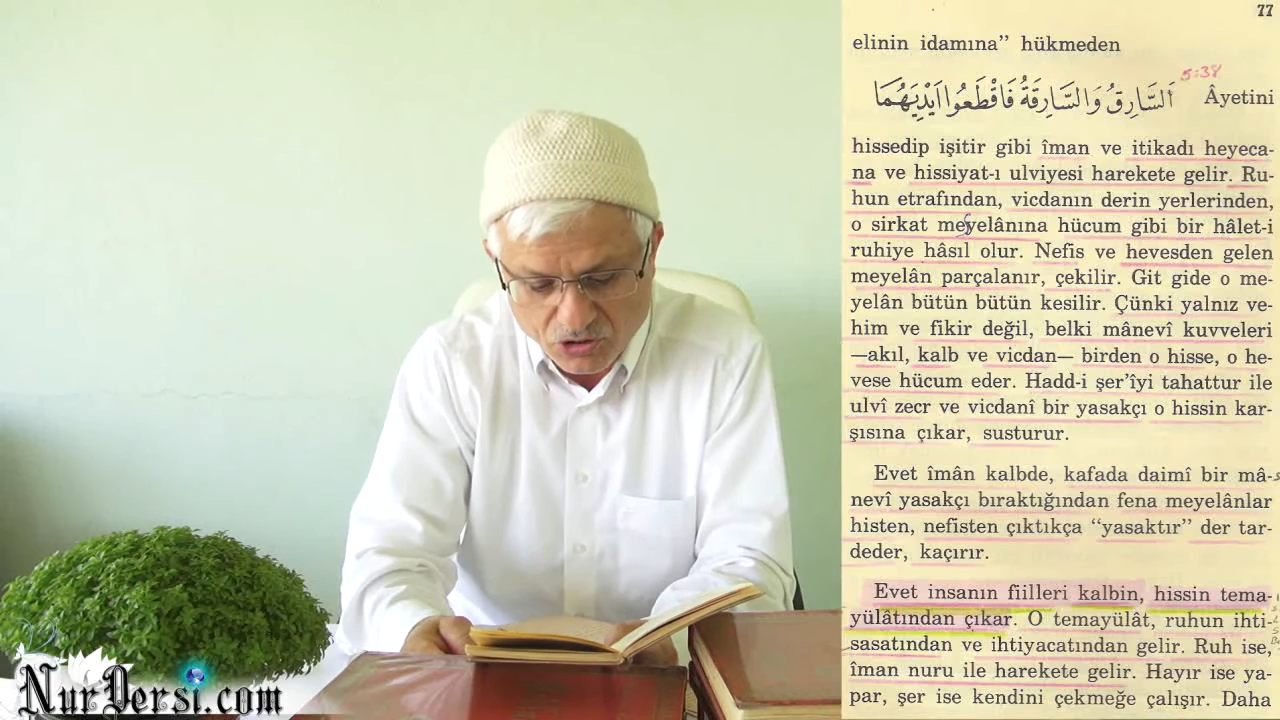 77
elinin idamına” hükmeden
5:38
اَلسَّارِقُ وَالسَّارِقَةُ فَاقْطَعُوا اَيْدِيَهُمَا Âyetini
hissedip işitir gibi îman ve itikadı heyeca-
na ve hissiyat-ı ulviyesi harekete gelir. Ru-
hun etrafından, vicdanın derin yerlerinden,
o sirkat meyelânına hücum gibi bir hâlet-i
ruhiye hâsıl olur. Nefis ve hevesden gelen
meyelân parçalanır, çekilir. Git gide o me-
yelân bütün bütün kesilir. Çünki yalnız ve-
him ve fikir değil, belki mânevî kuvveleri
—akıl, kalb ve vicdan— birden o hisse, o he-
vese hücum eder. Hadd-i şer’îyi tahattur ile
ulvî zecr ve vicdanî bir yasakçı o hissin kar-
şısına çıkar, susturur.
Evet îmân kalbde, kafada daimî bir mâ-
nevî yasakçı bıraktığından fena meyelânlar
histen, nefisten çıktıkça “yasaktır” der tar-
deder, kaçırır.
Evet insanın fiilleri kalbin, hissin tema-
yülâtından çıkar. O temayülât, ruhun ihti-
sasatından ve ihtiyacatından gelir. Ruh ise,
îman nuru ile harekete gelir. Hayır ise ya-
par, şer ise kendini çekmeğe çalışır. Daha
NurDersi.com